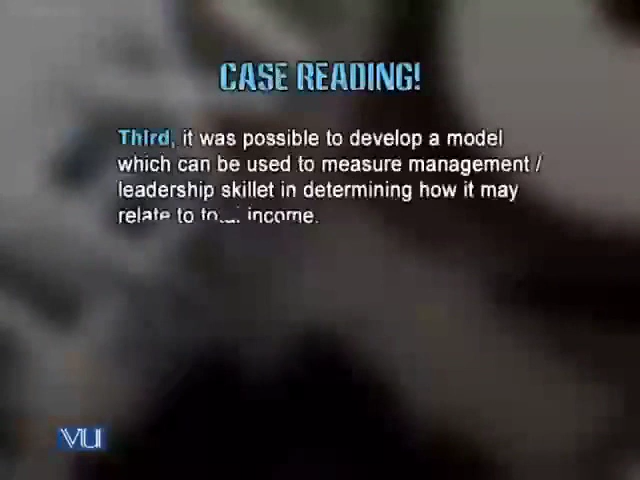 CASE READING!
Third, it was possible to develop a model
which can be used to measure management /
leadership skillet in determining how it may
relate to total income.
VU